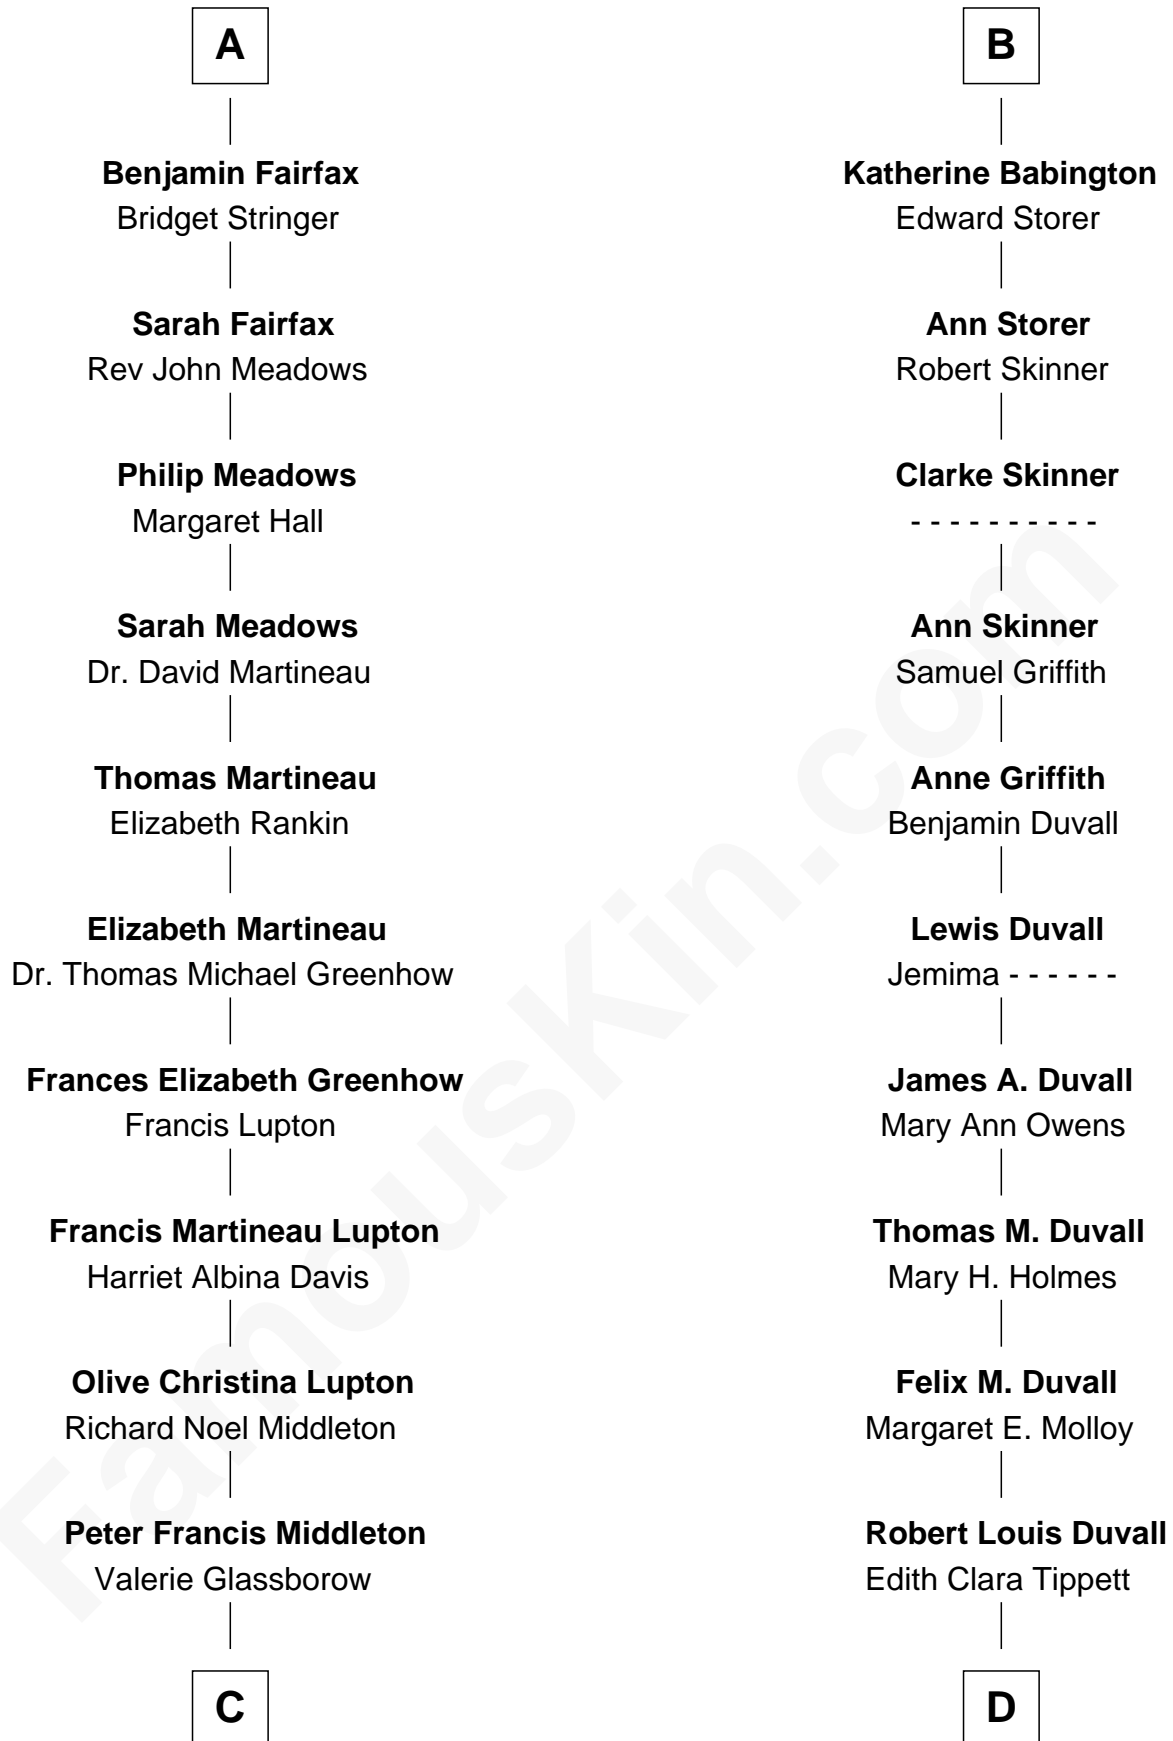 A
Benjamin Fairfax
Bridget Stringer
Sarah Fairfax
Rev John Meadows
Philip Meadows
Margaret Hall
Sarah Meadows
Dr. David Martineau
Thomas Martineau
Elizabeth Rankin
Elizabeth Martineau
Dr. Thomas Michael Greenhow
Frances Elizabeth Greenhow
Francis Lupton
Francis Martineau Lupton
Harriet Albina Davis
Olive Christina Lupton
Richard Noel Middleton
Peter Francis Middleton
Valerie Glassborow
C
B
Katherine Babington
Edward Storer
Ann Storer
Robert Skinner
Clarke Skinner
- - - - - - - - - -
Ann Skinner
Samuel Griffith
Anne Griffith
Benjamin Duvall
Lewis Duvall
Jemima - - - - - -
James A. Duvall
Mary Ann Owens
Thomas M. Duvall
Mary H. Holmes
Felix M. Duvall
Margaret E. Molloy
Robert Louis Duvall
Edith Clara Tippett
D
FamousKin.com